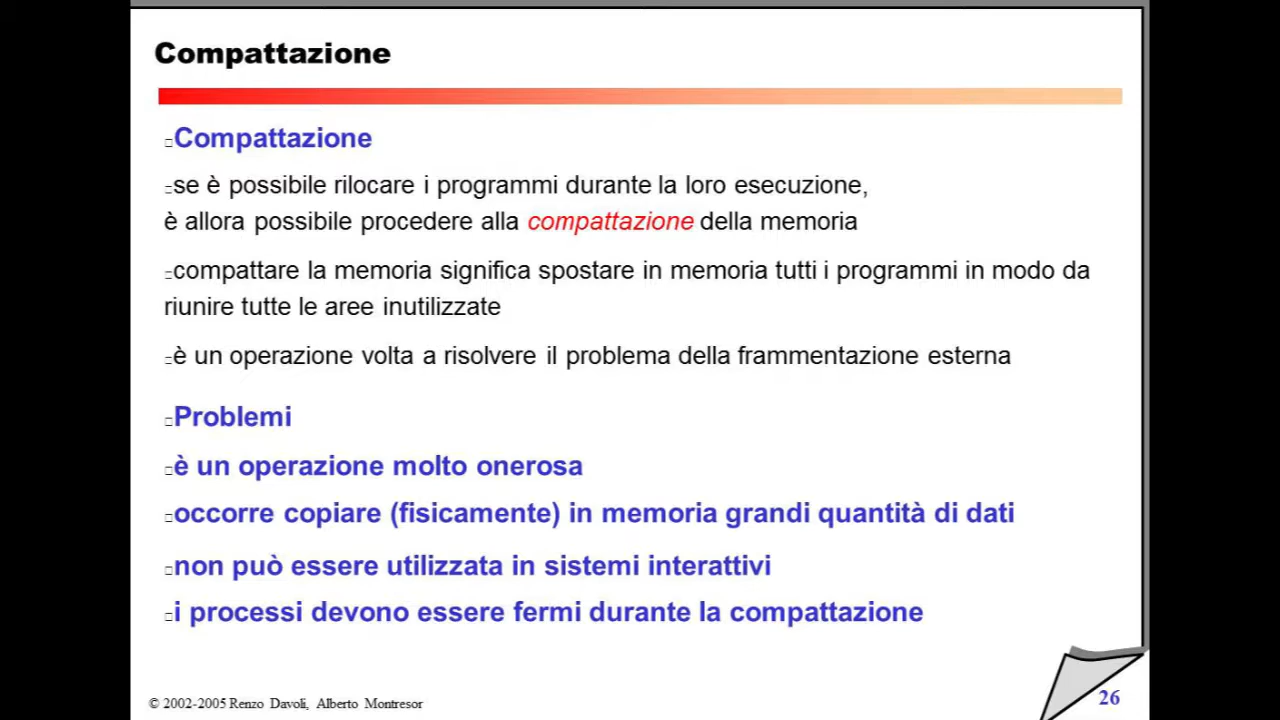 Compattazione
Compattazione
se è possibile rilocare i programmi durante la loro esecuzione,
è allora possibile procedere alla compattazione della memoria
compattare la memoria significa spostare in memoria tutti i programmi in modo da
riunire tutte le aree inutilizzate
è un operazione volta a risolvere il problema della frammentazione esterna
Problemi
è un operazione molto onerosa
occorre copiare (fisicamente) in memoria grandi quantità di dati
non può essere utilizzata in sistemi interattivi
i processi devono essere fermi durante la compattazione
© 2002-2005 Renzo Davoli, Alberto Montresor
26